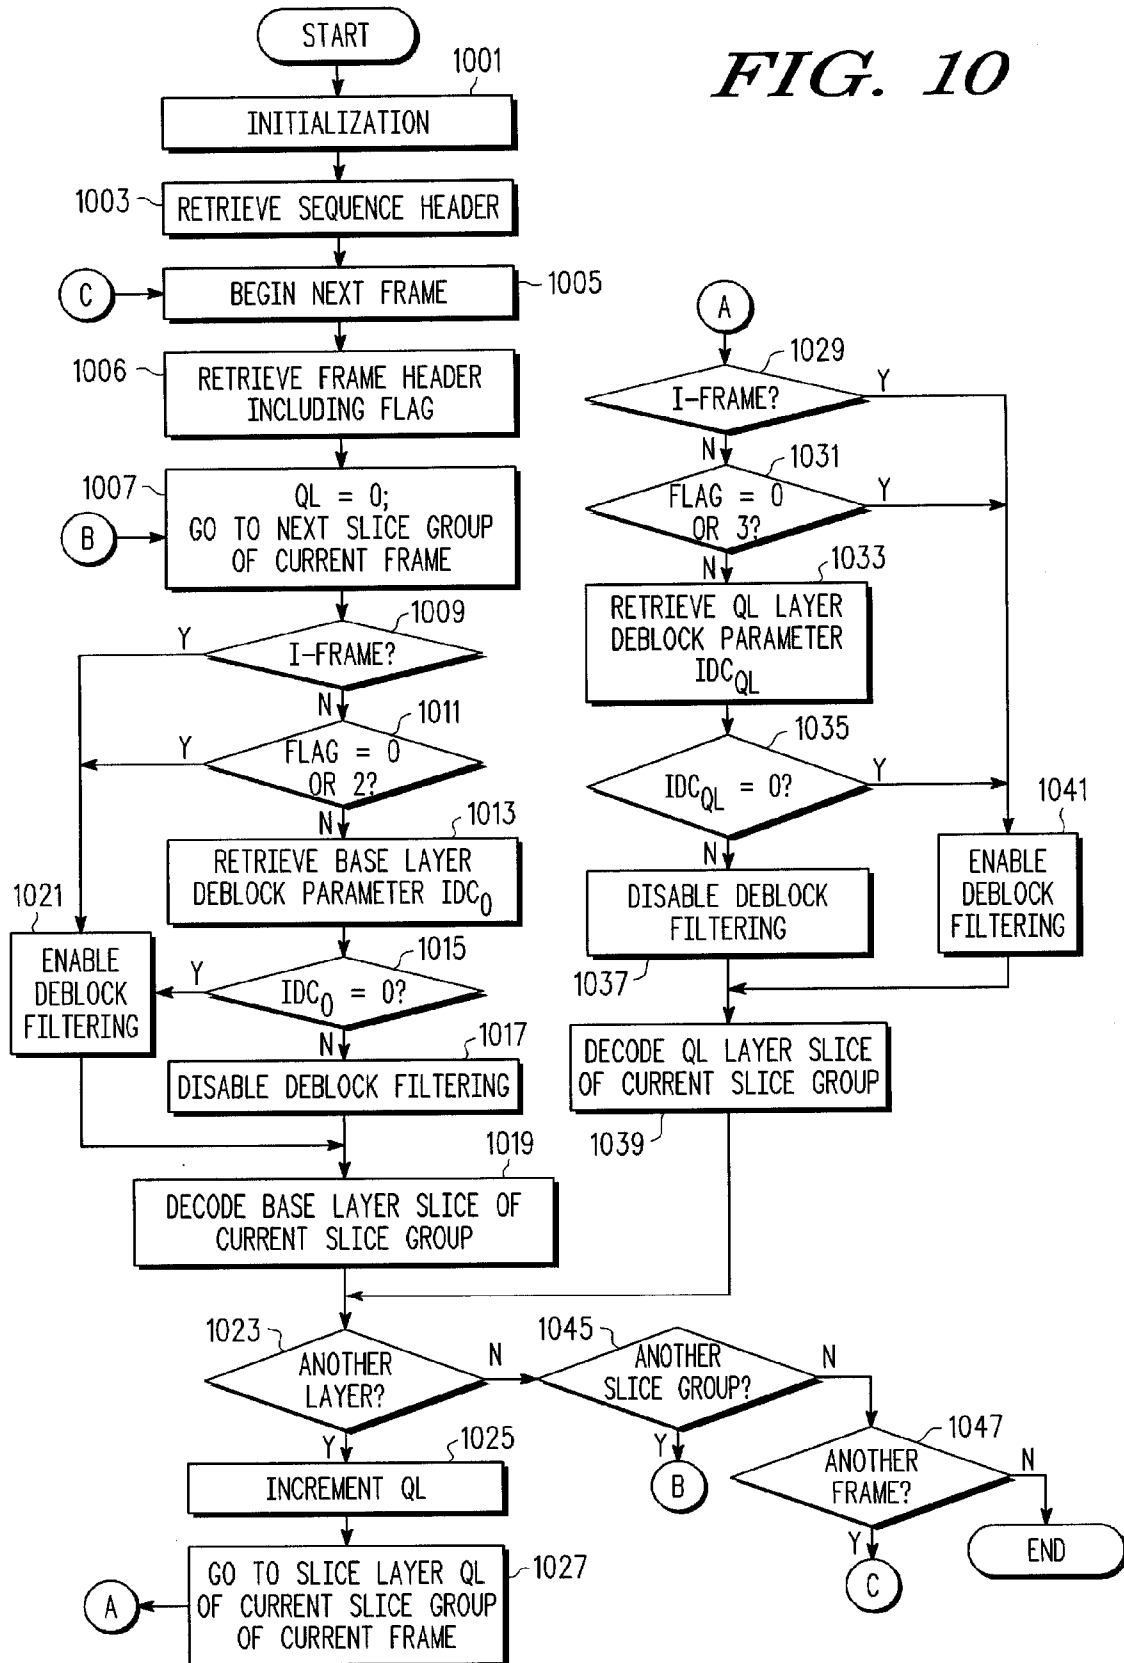 FIG. 10
START
1001
INITIALIZATION
1003
RETRIEVE SEQUENCE HEADER
C
BEGIN NEXT FRAME
1005
1006
RETRIEVE FRAME HEADER
INCLUDING FLAG
1007
B
QL = 0;
GO TO NEXT SLICE GROUP
OF CURRENT FRAME
1009
Y
I-FRAME?
N
1011
Y
FLAG = 0
OR 2?
N
1013
RETRIEVE BASE LAYER
DEBLOCK PARAMETER IDC0
1021
ENABLE
DEBLOCK
FILTERING
1015
Y
IDC0 = 0?
N
1017
DISABLE DEBLOCK FILTERING
1019
DECODE BASE LAYER SLICE OF
CURRENT SLICE GROUP
1023
ANOTHER
LAYER?
N
Y
1025
INCREMENT QL
GO TO SLICE LAYER QL
OF CURRENT SLICE GROUP
OF CURRENT FRAME
1027
A
A
1029
I-FRAME?
Y
N
1031
FLAG = 0
OR 3?
Y
N
1033
RETRIEVE QL LAYER
DEBLOCK PARAMETER
IDCQL
1035
IDCQL = 0?
Y
N
1041
ENABLE
DEBLOCK
FILTERING
DISABLE DEBLOCK
FILTERING
1037
DECODE QL LAYER SLICE
OF CURRENT SLICE GROUP
1039
1045
ANOTHER
SLICE GROUP?
N
Y
B
1047
ANOTHER
FRAME?
N
Y
C
END